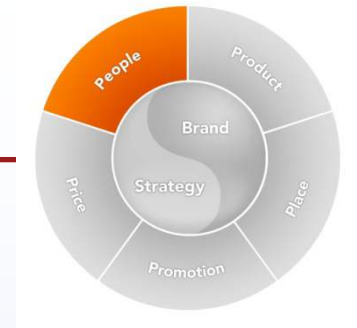 People
Product
Brand
Strategy
Price
Place
Promotion